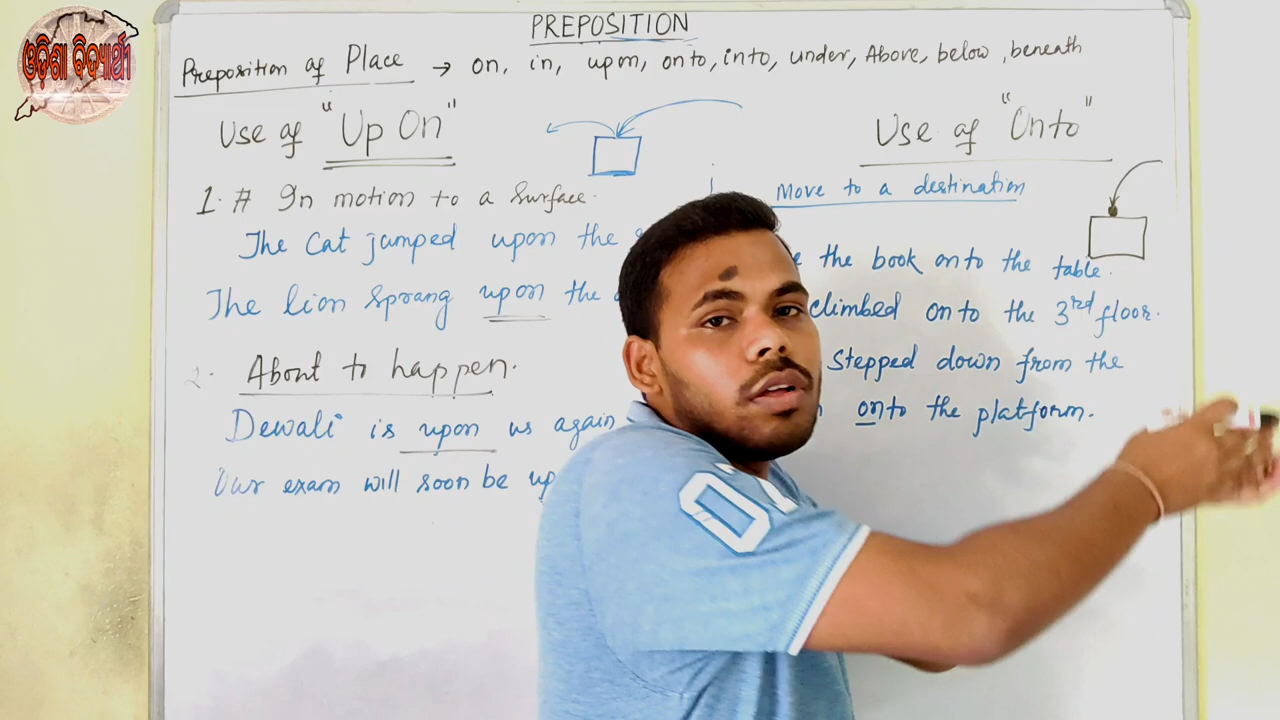 ଓଡ଼ିଶା ବିଦ୍ୟାର୍ଥୀ
PREPOSITION
Preposition of Place → on, in, upon, onto, into, under, Above, below, beneath
Use of "Up On"
1. # In motion to a surface.
The Cat jumped upon the
The lion sprang upon the
2. About to happen.
Dewali is upon us again
Our exam will soon be up
Use of "Onto"
Move to a destination
the book onto the table.
climbed onto the 3rd floor.
Stepped down from the
onto the platform.
07